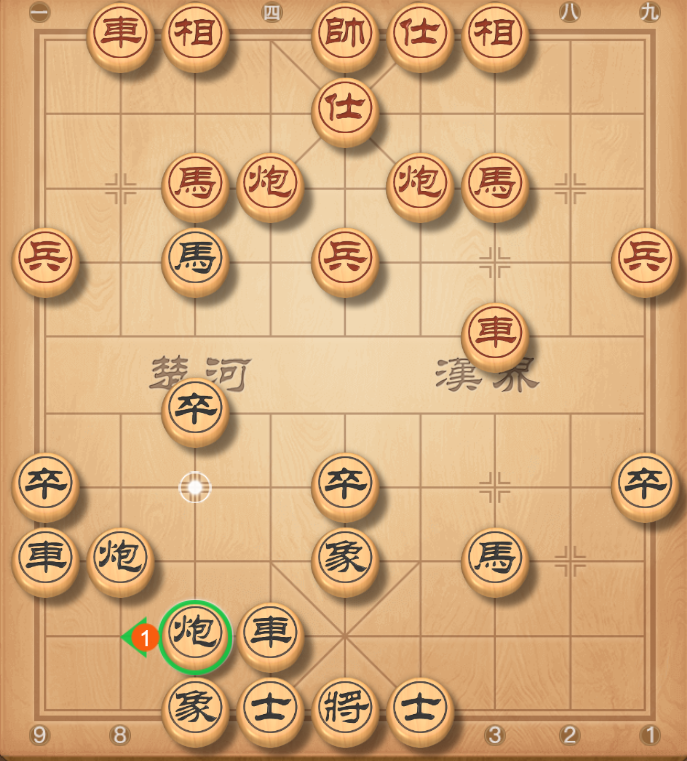 一 四 八 九
車 相 帥 仕 相
仕
馬 炮 炮 馬
兵 馬 兵 兵
車
楚河 漢界
卒
卒 卒 卒
車 炮 象 馬
1 炮 車
象 士 將 士
9 8 3 2 1